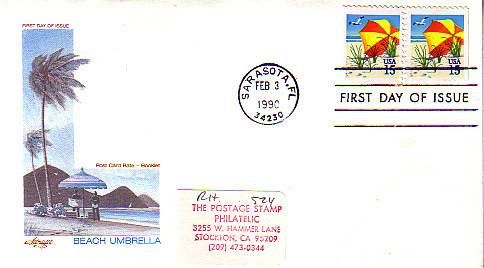 FIRST DAY OF ISSUE
USA
15
USA
15
SARASOTA, FL
FEB 3
1990
34230
FIRST DAY OF ISSUE
Post Card Rate - Booklet
BEACH UMBRELLA
RH 524
THE POSTAGE STAMP
PHILATELIC
3255 W. HAMMER LANE
STOCKTON, CA 95209
(209) 473-0344